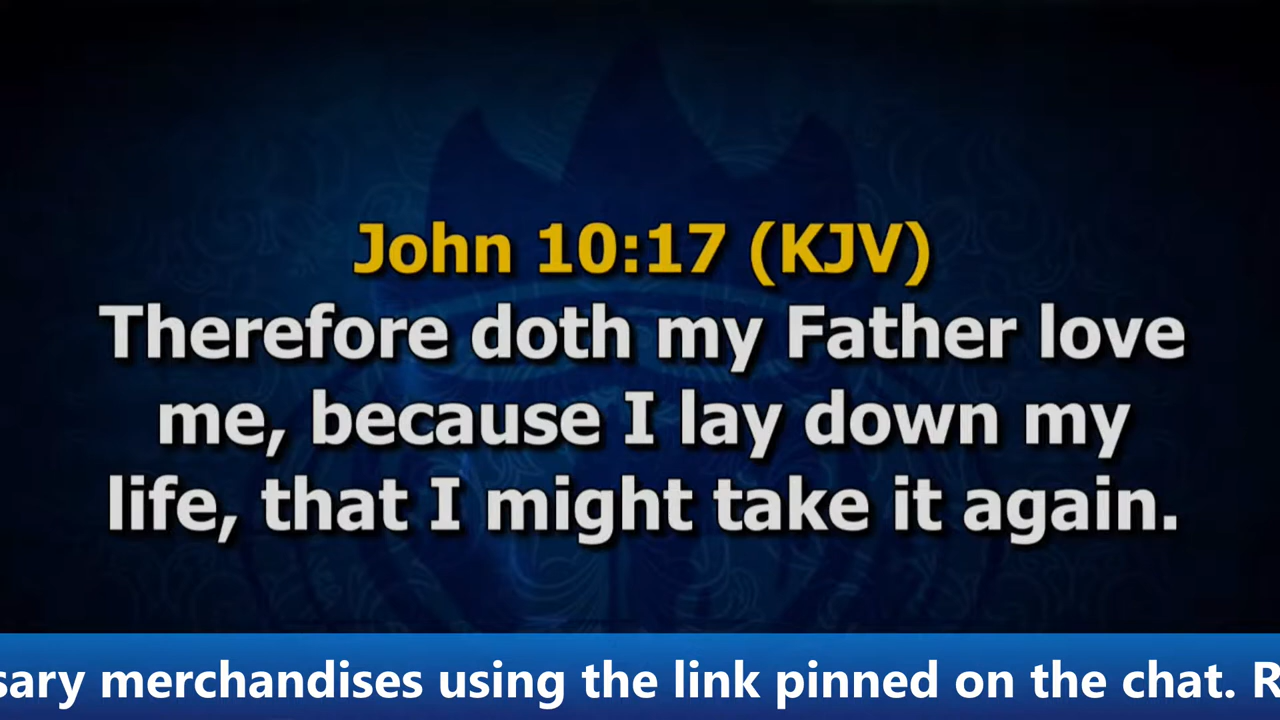 John 10:17 (KJV)
Therefore doth my Father love
me, because I lay down my
life, that I might take it again.
merchandises using the link pinned on the chat.